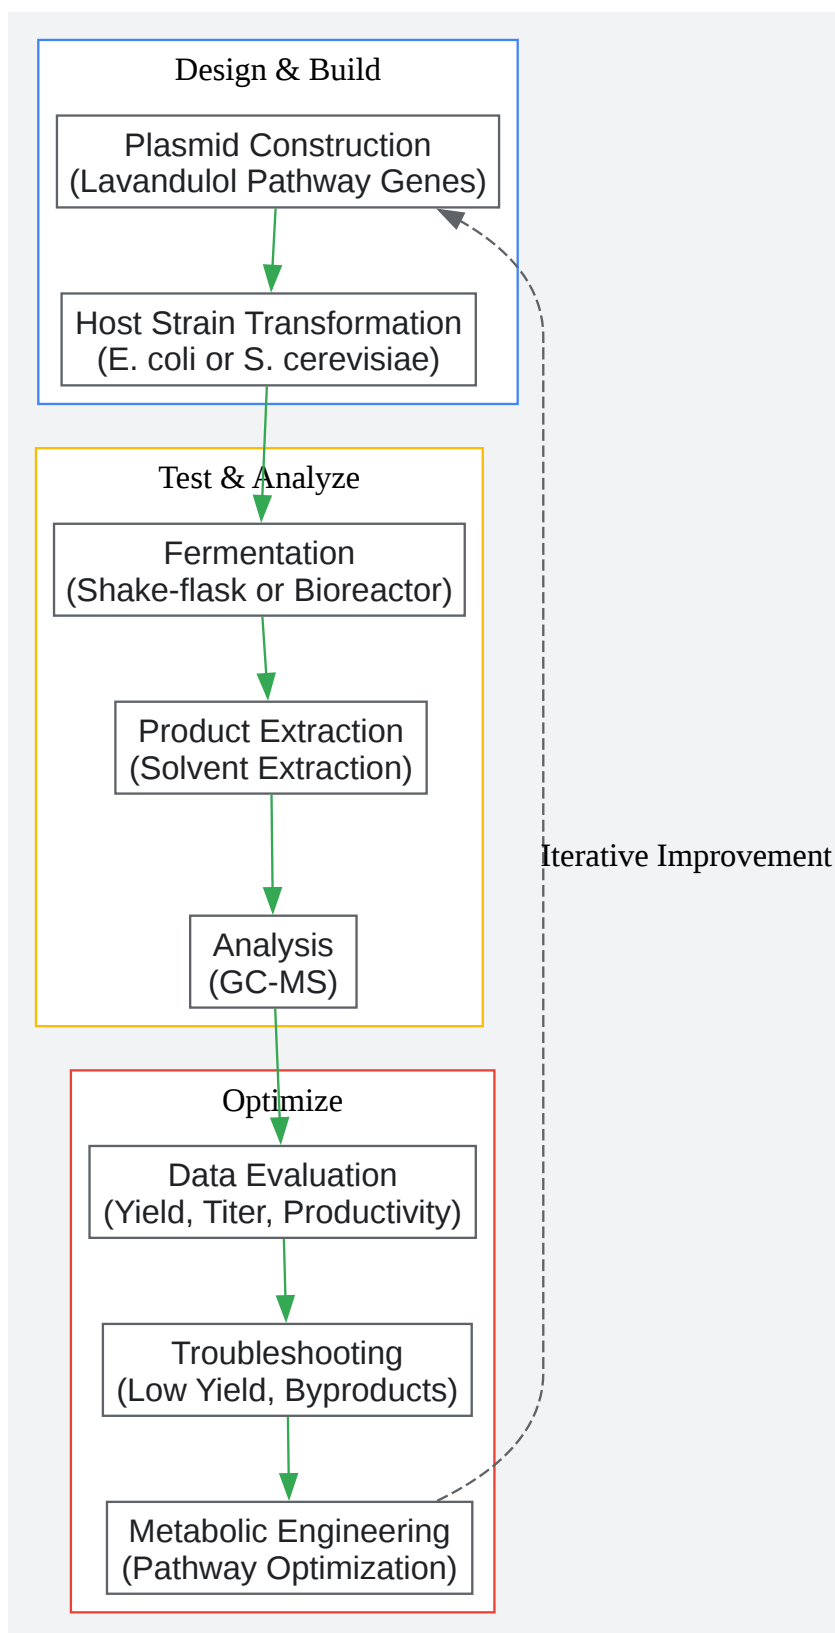 Design & Build
Plasmid Construction
(Lavandulol Pathway Genes)
Host Strain Transformation
(E. coli or S. cerevisiae)
Test & Analyze
Fermentation
(Shake-flask or Bioreactor)
Product Extraction
(Solvent Extraction)
Iterative Improvement
Analysis
(GC-MS)
Optimize
Data Evaluation
(Yield, Titer, Productivity)
Troubleshooting
(Low Yield, Byproducts)
Metabolic Engineering
(Pathway Optimization)